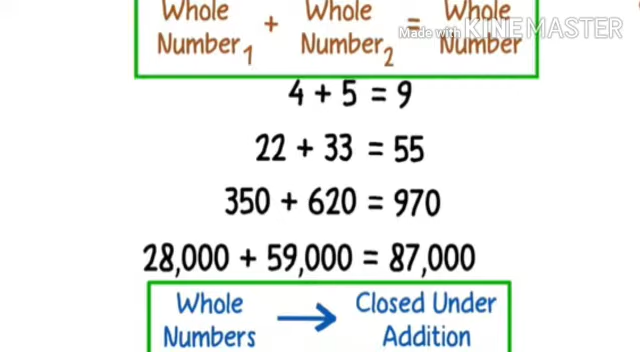 Whole Whole Whole
Number1 + Number2 = Number
Made with KINEMASTER
4 + 5 = 9
22 + 33 = 55
350 + 620 = 970
28,000 + 59,000 = 87,000
Whole → Closed Under
Numbers Addition